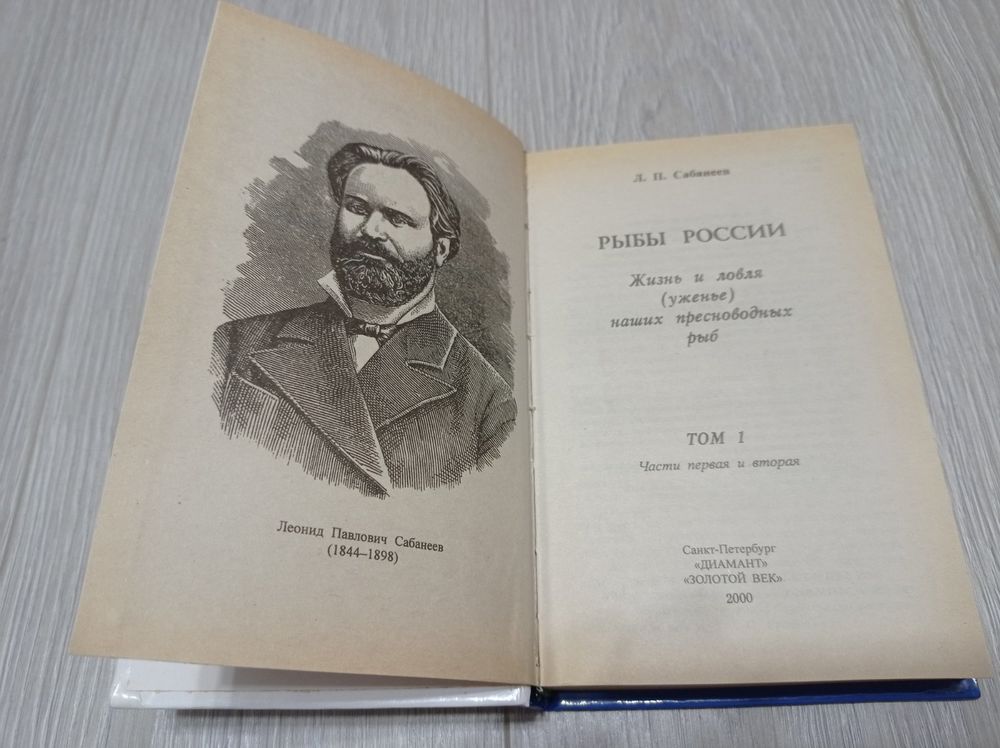 Леонид Павлович Сабанеев
(1844–1898)
Л. П. Сабанеев
РЫБЫ РОССИИ
Жизнь и ловля
(уженье)
наших пресноводных
рыб
ТОМ 1
Части первая и вторая
Санкт-Петербург
«ДИАМАНТ»
«ЗОЛОТОЙ ВЕК»
2000